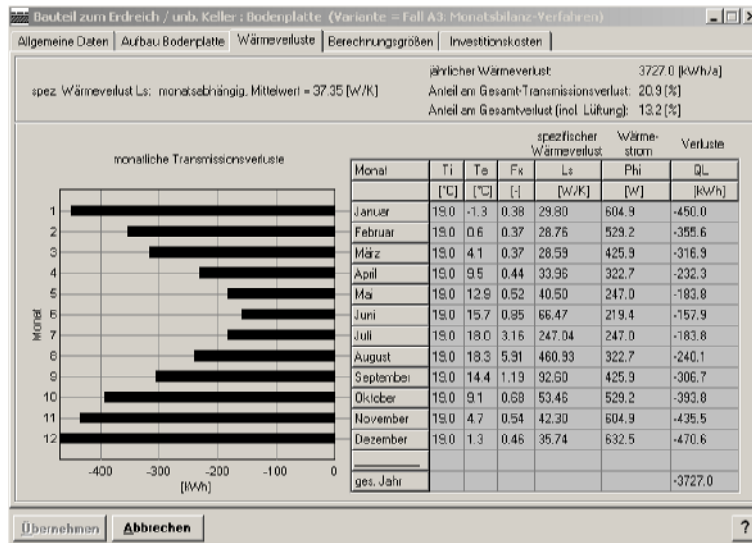 Bauteil zum Erdreich / unb. Keller : Bodenplatte (Variante = Fall A3: Monatsbilanz-Verfahren)
Allgemeine Daten | Aufbau Bodenplatte | Wärmeverluste | Berechnungsgrößen | Investitionskosten
jährlicher Wärmeverlust: 3727.0 [kWh/a]
spez. Wärmeverlust Ls: monatsabhängig, Mittelwert = 37.35 [W/K]
Anteil am Gesamt-Transmissionsverlust: 20.9 [%]
Anteil am Gesamtverlust (incl. Lüftung): 13.2 [%]
monatliche Transmissionsverluste
Monat
1
2
3
4
5
6
7
8
9
10
11
12
-400 -300 -200 -100 0
[kWh]
spezifischer Wärmeverlust Wärme-strom Verluste
Monat Ti Te Fx Ls Phi QL
[°C] [°C] [-] [W/K] [W] [kWh]
Januar 19.0 -1.3 0.38 29.80 604.9 -450.0
Februar 19.0 0.6 0.37 28.76 529.2 -355.6
März 19.0 4.1 0.37 28.59 425.9 -316.9
April 19.0 9.5 0.44 33.96 322.7 -232.3
Mai 19.0 12.9 0.52 40.50 247.0 -183.8
Juni 19.0 15.7 0.85 66.47 219.4 -157.9
Juli 19.0 18.0 3.16 247.04 247.0 -183.8
August 19.0 18.3 5.91 460.93 322.7 -240.1
September 19.0 14.4 1.19 92.60 425.9 -306.7
Oktober 19.0 9.1 0.68 53.46 529.2 -393.8
November 19.0 4.7 0.54 42.30 604.9 -435.5
Dezember 19.0 1.3 0.46 35.74 632.5 -470.6
ges. Jahr -3727.0
Übernehmen Abbrechen ?